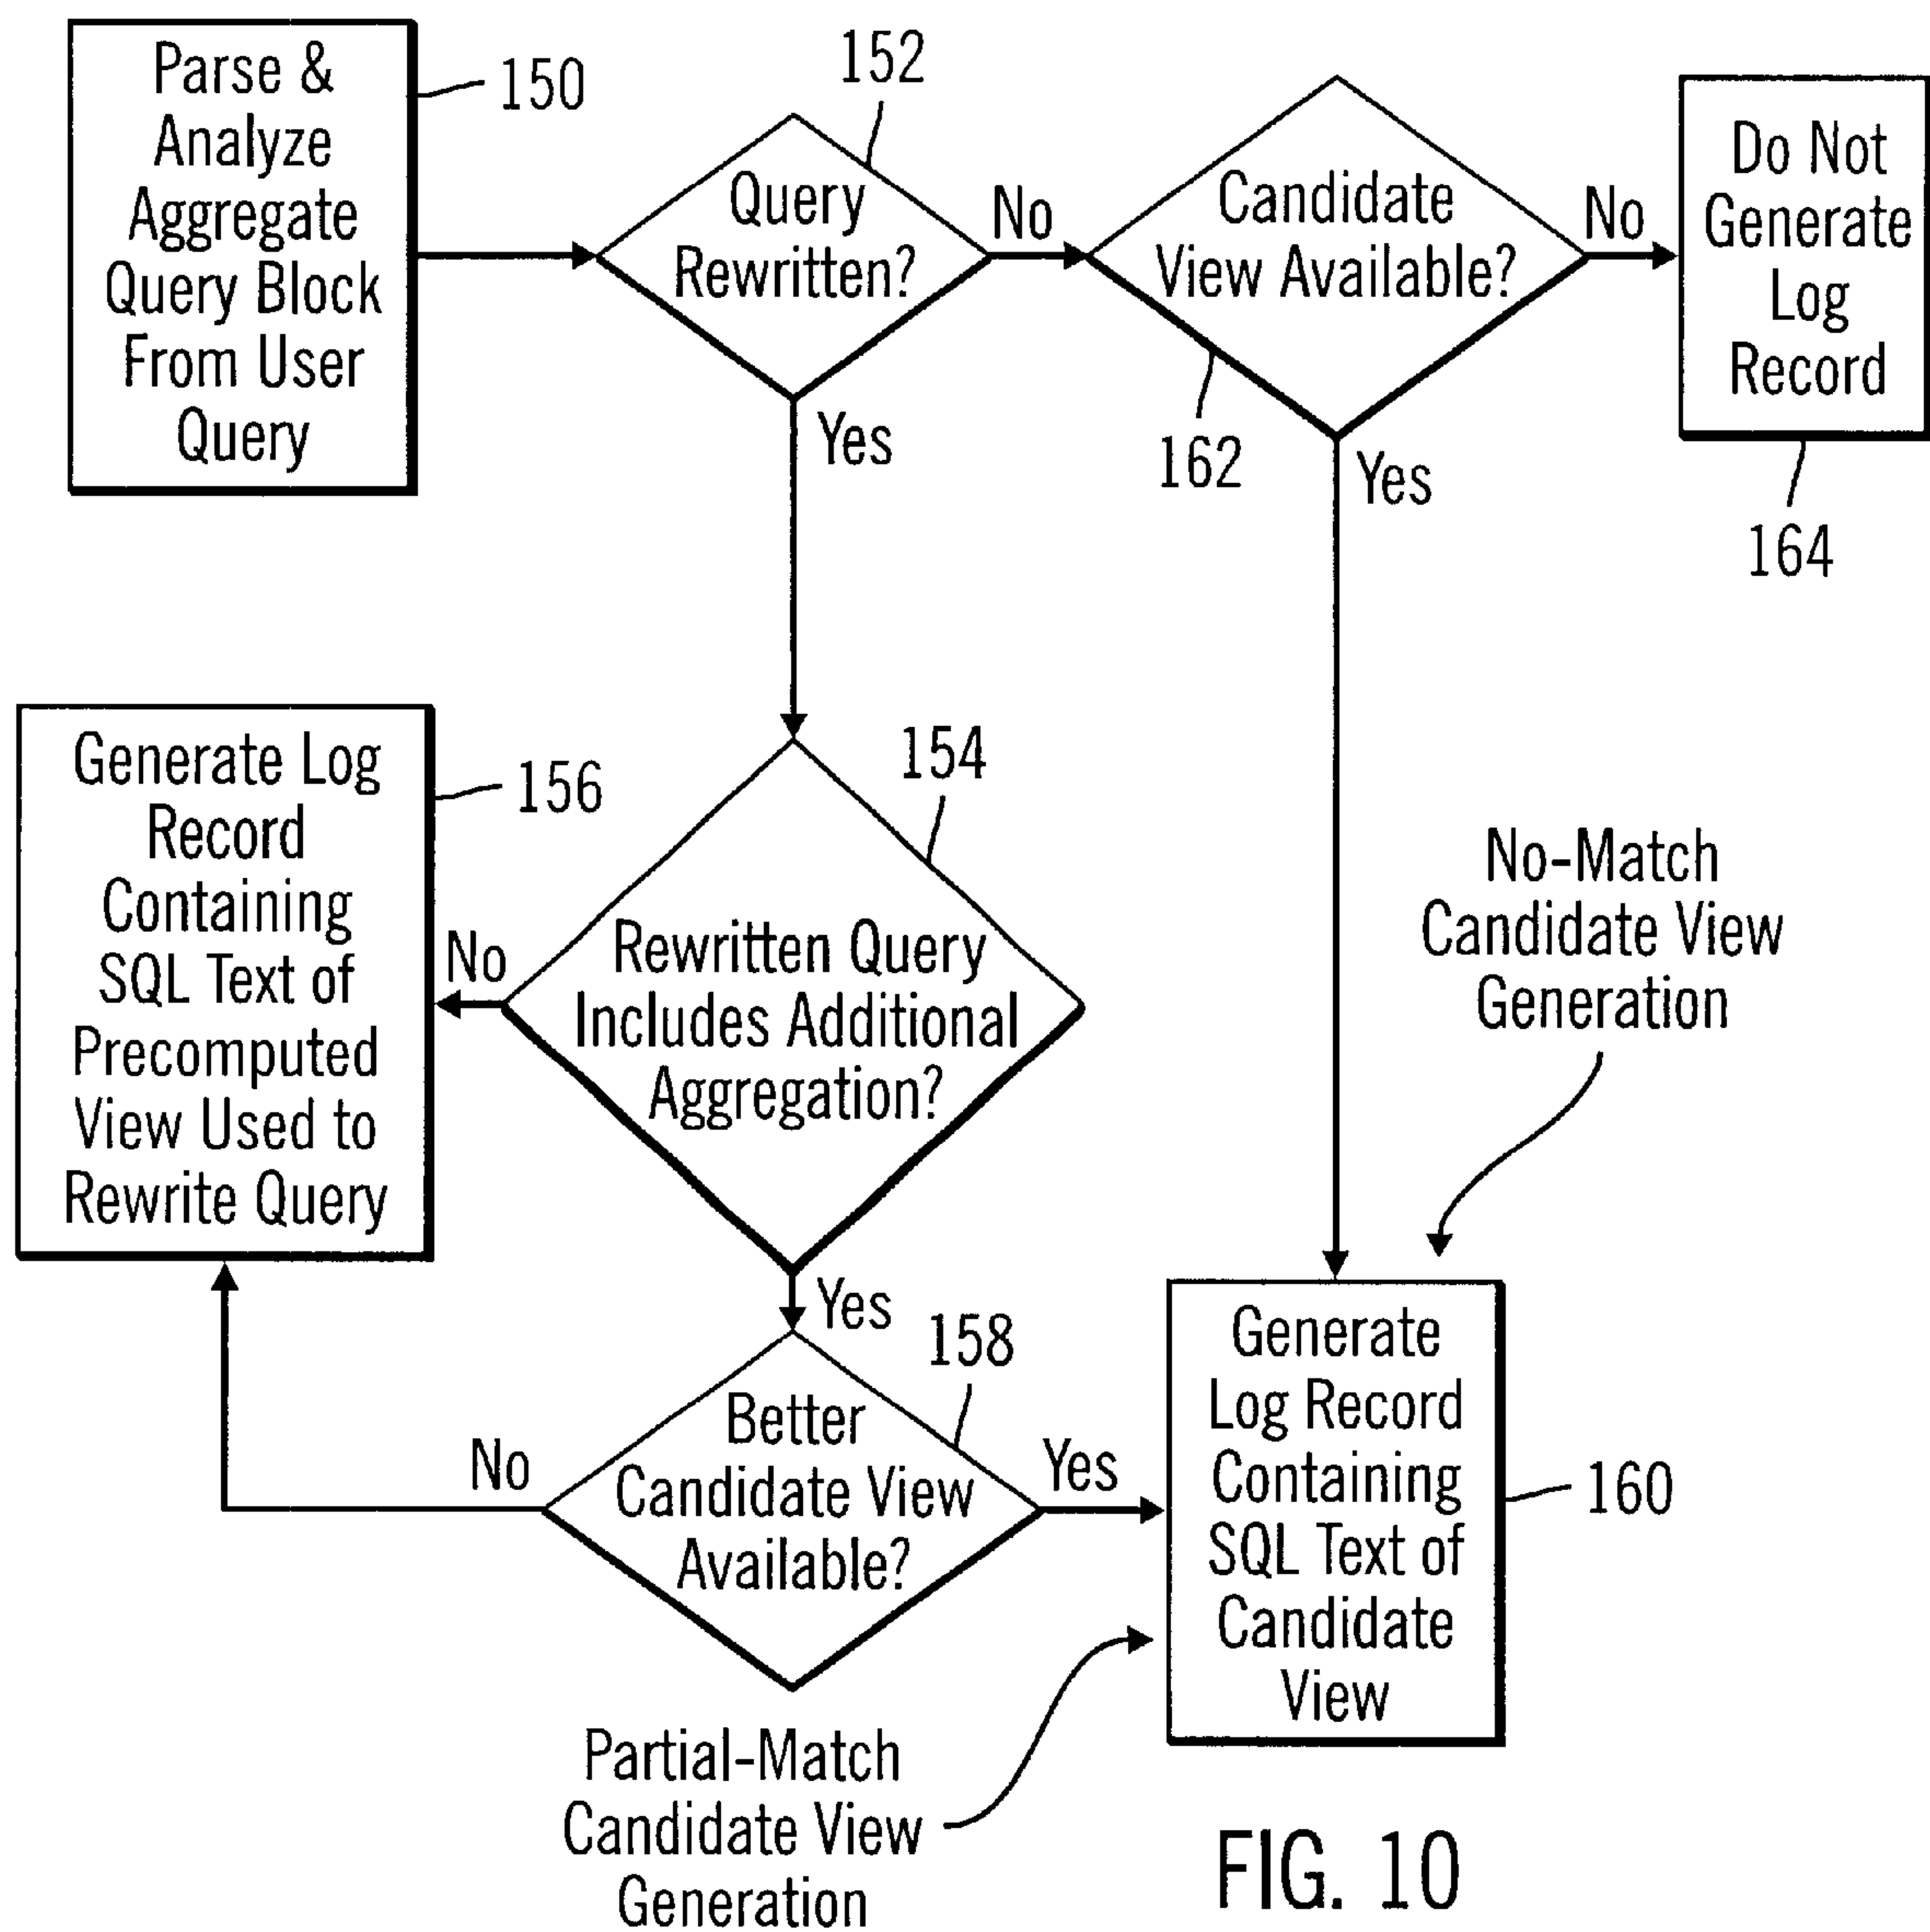 Parse &
Analyze
Aggregate
Query Block
From User
Query
150
152
Query
Rewritten?
No
Yes
Candidate
View Available?
162
No
Yes
Do Not
Generate
Log
Record
164
Generate Log
Record
Containing
SQL Text of
Precomputed
View Used to
Rewrite Query
156
No
154
Rewritten Query
Includes Additional
Aggregation?
Yes
No-Match
Candidate View
Generation
158
Better
Candidate View
Available?
No
Yes
Generate
Log Record
Containing
SQL Text of
Candidate
View
160
Partial-Match
Candidate View
Generation
FIG. 10